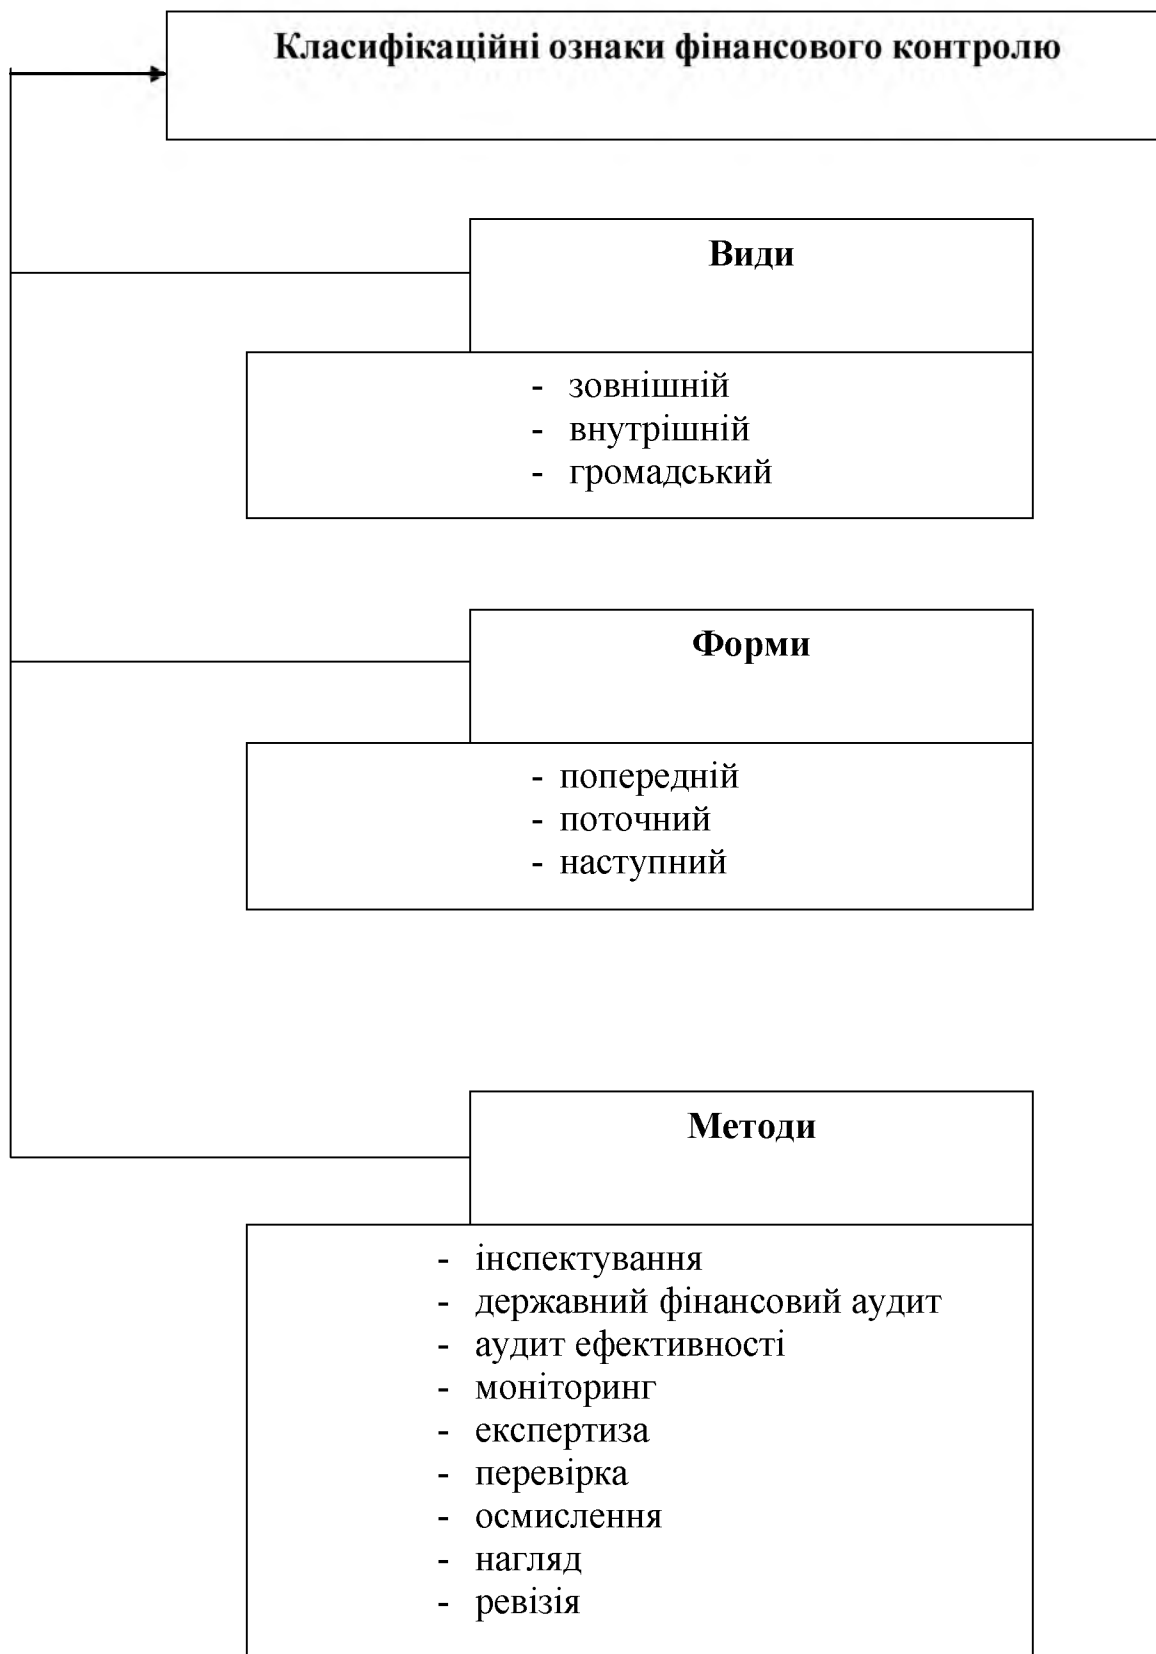 Класифікаційні ознаки фінансового контролю
Види
- зовнішній
- внутрішній
- громадський
Форми
- попередній
- поточний
- наступний
Методи
- інспектування
- державний фінансовий аудит
- аудит ефективності
- моніторинг
- експертиза
- перевірка
- осмислення
- нагляд
- ревізія